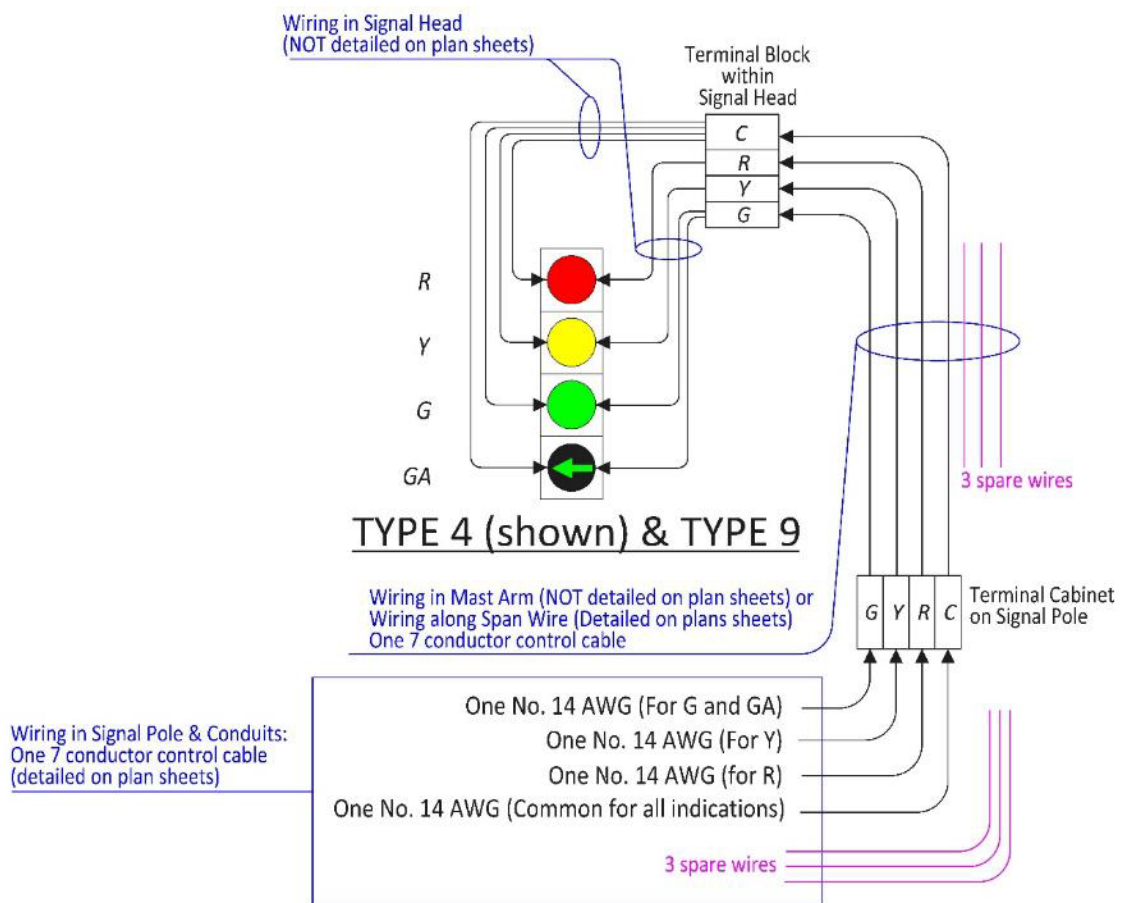 Wiring in Signal Head
(NOT detailed on plan sheets)
Terminal Block
within
Signal Head
C
R
Y
G
R
Y
G
GA
3 spare wires
TYPE 4 (shown) & TYPE 9
Wiring in Mast Arm (NOT detailed on plan sheets) or
Wiring along Span Wire (Detailed on plans sheets)
One 7 conductor control cable
G Y R C
Terminal Cabinet
on Signal Pole
Wiring in Signal Pole & Conduits:
One 7 conductor control cable
(detailed on plan sheets)
One No. 14 AWG (For G and GA)
One No. 14 AWG (For Y)
One No. 14 AWG (for R)
One No. 14 AWG (Common for all indications)
3 spare wires